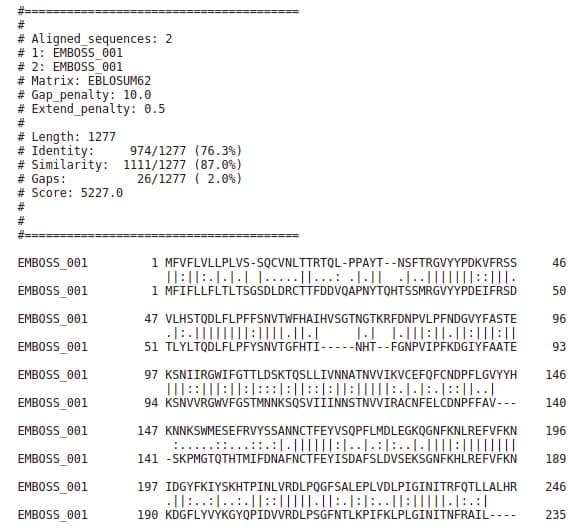 #=======================================
#
# Aligned_sequences: 2
# 1: EMBOSS_001
# 2: EMBOSS_001
# Matrix: EBLOSUM62
# Gap_penalty: 10.0
# Extend_penalty: 0.5
#
# Length: 1277
# Identity:     974/1277 (76.3%)
# Similarity:  1111/1277 (87.0%)
# Gaps:          26/1277 ( 2.0%)
# Score: 5227.0
#
#
#=======================================
EMBOSS_001         1 MFVFLVLLPLVS-SQCVNLTTRTQL-PPAYT--NSFTRGVYYPDKVFRSS     46
                     ||:||:.|.|.| |.....||...: .|.||  .|..|||||||::|||.
EMBOSS_001         1 MFIFLLFLTLTSGSDLDRCTTFDDVQAPNYTQHTSSMRGVYYPDEIFRSD     50
EMBOSS_001        47 VLHSTQDLFLPFFSNVTWFHAIHVSGTNGTKRFDNPVLPFNDGVYFASTE     96
                     .|:.||||||||:||||.||.|     |.|  |.|||:||.||:|||:||
EMBOSS_001        51 TLYLTQDLFLPFYSNVTGFHTI-----NHT--FGNPVIPFKDGIYFAATE     93
EMBOSS_001        97 KSNIIRGWIFGTTLDSKTQSLLIVNNATNVVIKVCEFQFCNDPFLGVYYH    146
                     |||::|||:||:|:::|:||::|:||:|||||:.|.|:.|:::||..|
EMBOSS_001        94 KSNVVRGWVFGSTMNNKSQSVIIINNSTNVVIRACNFELCDNPFFAV---    140
EMBOSS_001       147 KNNKSWMESEFRVYSSANNCTFEYVSQPFLMDLEGKQGNFKNLREFVFKN    196
                      :.....::...::.:|.||||||:|..|.:|:..|.||||:||||||||
EMBOSS_001       141 -SKPMGTQTHTMIFDNAFNCTFEYISDAFSLDVSEKSGNFKHLREFVFKN    189
EMBOSS_001       197 IDGYFKIYSKHTPINLVRDLPQGFSALEPLVDLPIGINITRFQTLLALHR    246
                     .||:..:|..:.||::|||||.||:.|:|:..||:|||||.|:.:|
EMBOSS_001       190 KDGFLYVYKGYQPIDVVRDLPSGFNTLKPIFKLPLGINITNFRAIL----    235